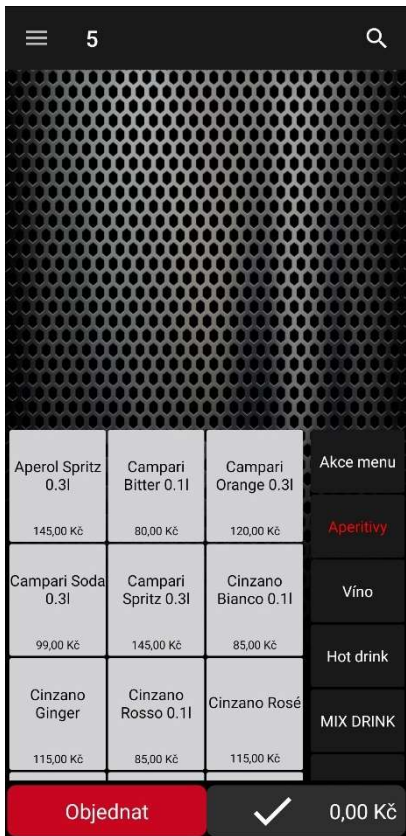 5
Aperol Spritz
0.3l
145,00 Kč
Campari
Bitter 0.1l
80,00 Kč
Campari
Orange 0.3l
120,00 Kč
Campari Soda
0.3l
99,00 Kč
Campari
Spritz 0.3l
145,00 Kč
Cinzano
Bianco 0.1l
85,00 Kč
Cinzano
Ginger
115,00 Kč
Cinzano
Rosso 0.1l
85,00 Kč
Cinzano Rosé
115,00 Kč
Akce menu
Aperitivy
Víno
Hot drink
MIX DRINK
Objednat
0,00 Kč